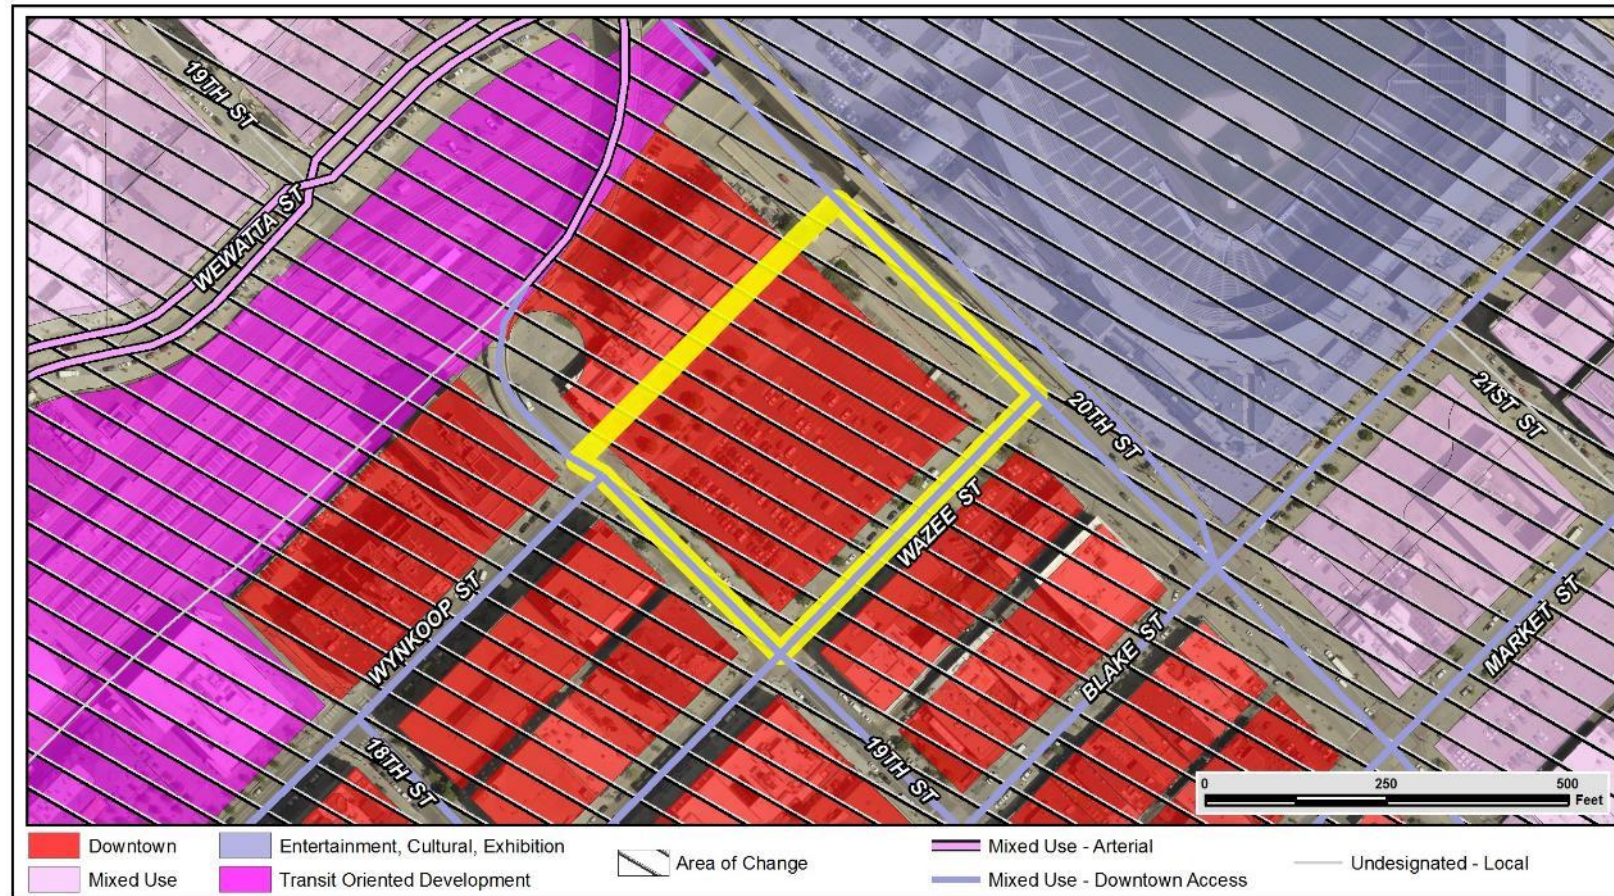 19TH ST
WEWATTA ST
20TH ST
21ST ST
WAZEE ST
WYNKOOP ST
BLAKE ST
MARKET ST
18TH ST
19TH ST
0 250 500
Feet
Downtown
Entertainment, Cultural, Exhibition
Area of Change
Mixed Use - Arterial
Undesignated - Local
Mixed Use
Transit Oriented Development
Mixed Use - Downtown Access